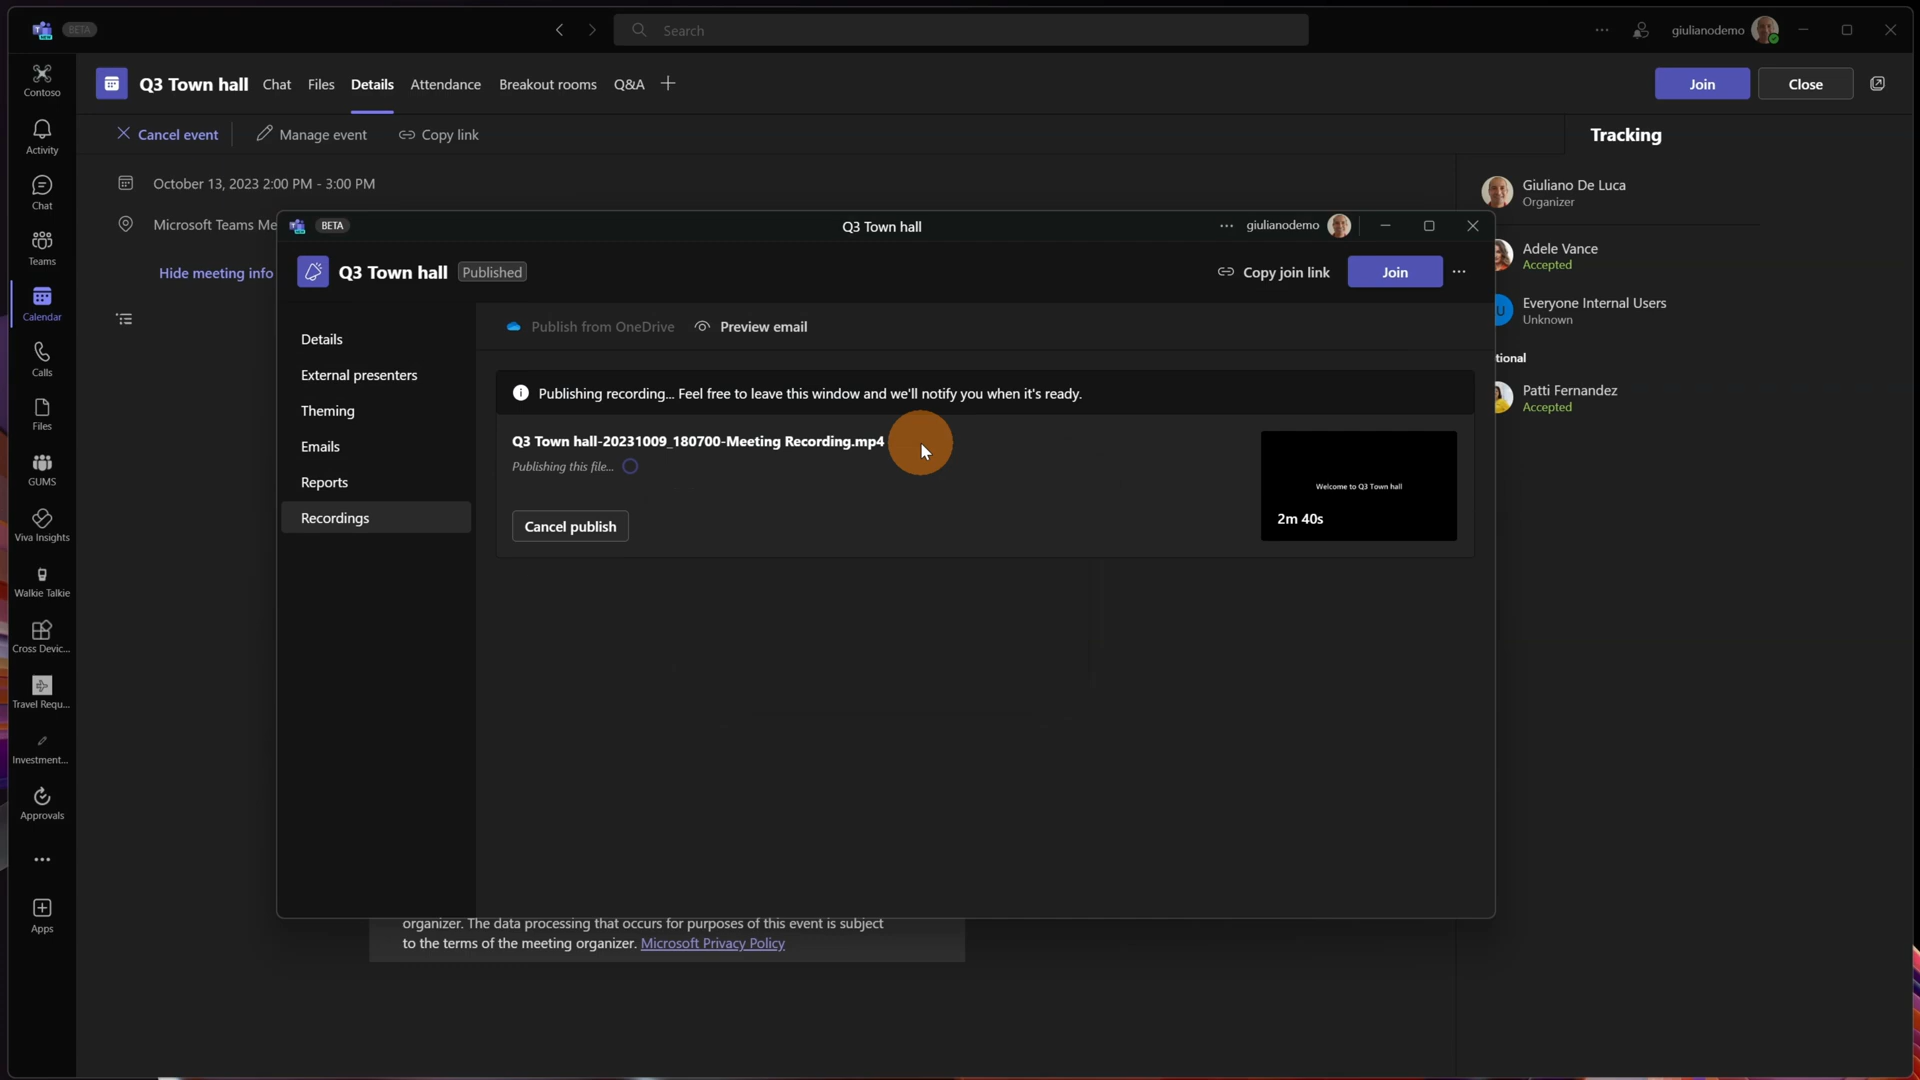 BETA
Search
giulianodemo
Q3 Town hall
Chat
Files
Details
Attendance
Breakout rooms
Q&A
Join
Close
Cancel event
Manage event
Copy link
Tracking
October 13, 2023 2:00 PM - 3:00 PM
Microsoft Teams Me
Hide meeting info
Contoso
Activity
Chat
Teams
Calendar
Calls
Files
GUMS
Viva Insights
Walkie Talkie
Cross Devic...
Travel Requ...
Investment...
Approvals
Apps
BETA
Q3 Town hall
giulianodemo
Q3 Town hall
Published
Copy join link
Join
Details
External presenters
Theming
Emails
Reports
Recordings
Publish from OneDrive
Preview email
Publishing recording... Feel free to leave this window and we'll notify you when it's ready.
Q3 Town hall-20231009_180700-Meeting Recording.mp4
Publishing this file...
Cancel publish
Welcome to Q3 Town hall
2m 40s
Giuliano De Luca
Organizer
Adele Vance
Accepted
U
Everyone Internal Users
Unknown
tional
Patti Fernandez
Accepted
organizer. The data processing that occurs for purposes of this event is subject
to the terms of the meeting organizer. Microsoft Privacy Policy